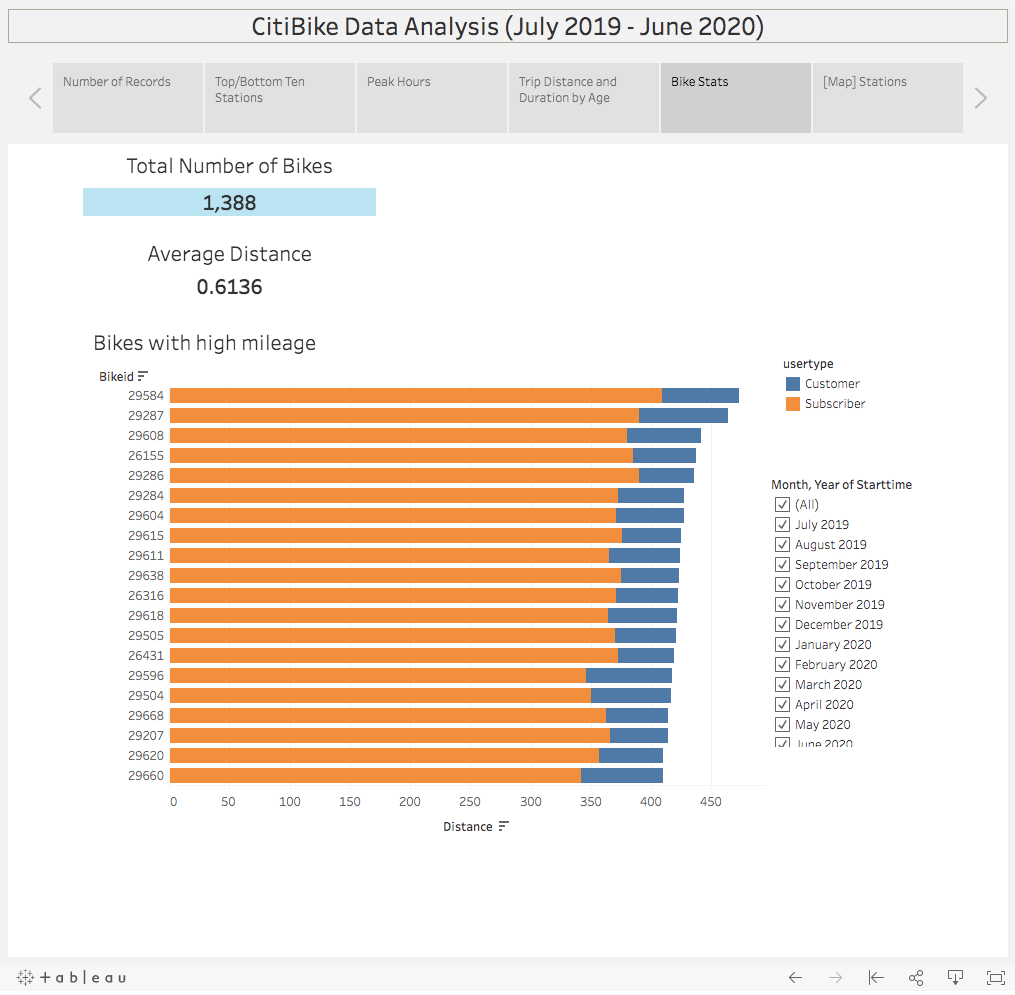 CitiBike Data Analysis (July 2019 - June 2020)
Number of Records
Top/Bottom Ten
Stations
Peak Hours
Trip Distance and
Duration by Age
Bike Stats
[Map] Stations
Total Number of Bikes
1,388
Average Distance
0.6136
Bikes with high mileage
Bikeid
29584
29287
29608
26155
29286
29284
29604
29615
29611
29638
26316
29618
29505
26431
29596
29504
29668
29207
29620
29660
0 50 100 150 200 250 300 350 400 450
Distance
usertype
Customer
Subscriber
Month, Year of Starttime
(All)
July 2019
August 2019
September 2019
October 2019
November 2019
December 2019
January 2020
February 2020
March 2020
April 2020
May 2020
June 2020
+ a b | e a u